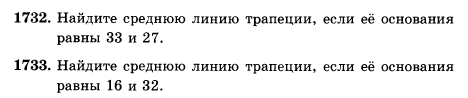 1732. Найдите среднюю линию трапеции, если её основания
равны 33 и 27.
1733. Найдите среднюю линию трапеции, если её основания
равны 16 и 32.